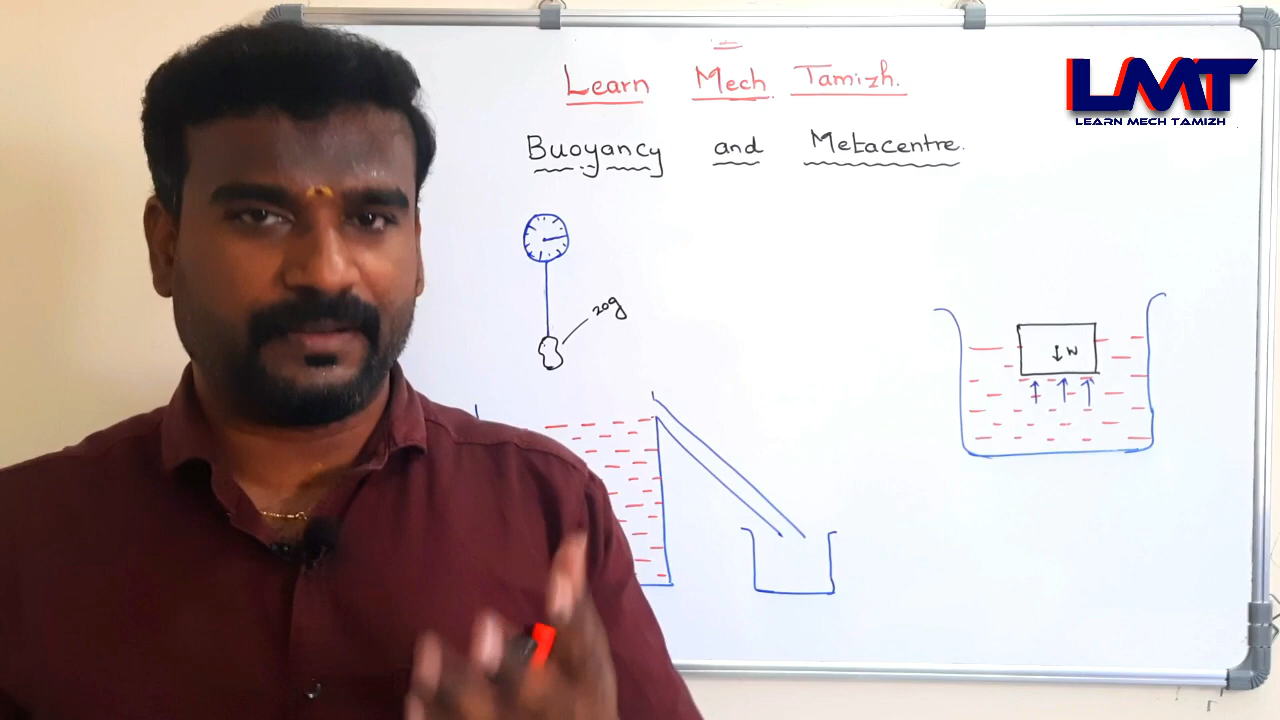 Learn Mech Tamizh.
LMT
LEARN MECH TAMIZH
Buoyancy and Metacentre.
20g
W